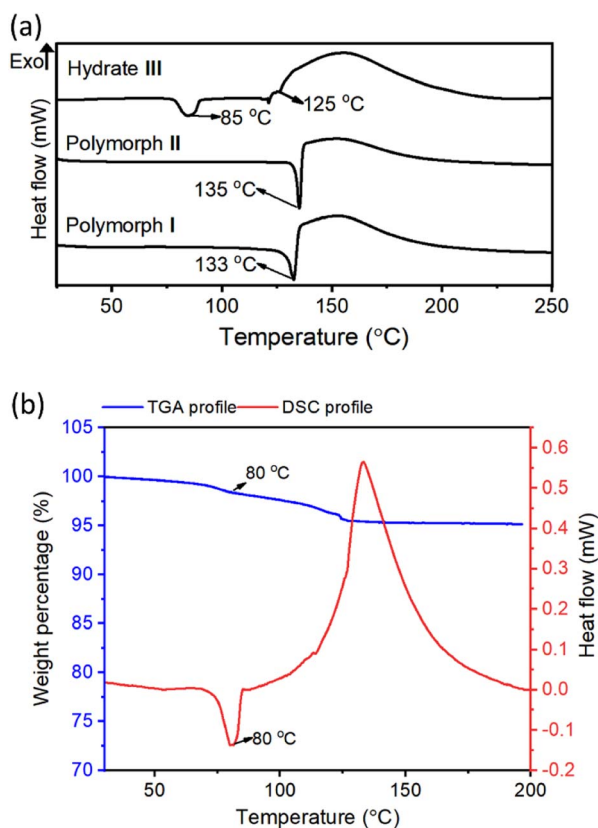 (a)
Exo
Hydrate III
85 °C
125 °C
Polymorph II
135 °C
Polymorph I
133 °C
Heat flow (mW)
50 100 150 200 250
Temperature (°C)
(b)
TGA profile DSC profile
105
100
95
90
85
80
75
70
Weight percentage (%)
80 °C
80 °C
0.6
0.5
0.4
0.3
0.2
0.1
0.0
-0.1
-0.2
Heat flow (mW)
50 100 150 200
Temperature (°C)